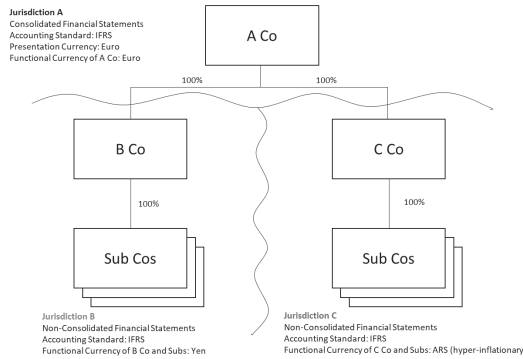 Jurisdiction A
Consolidated Financial Statements
Accounting Standard: IFRS
Presentation Currency: Euro
Functional Currency of A Co: Euro
A Co
100%
100%
B Co
C Co
100%
100%
Sub Cos
Sub Cos
Jurisdiction B
Non-Consolidated Financial Statements
Accounting Standard: IFRS
Functional Currency of B Co and Subs: Yen
Jurisdiction C
Non-Consolidated Financial Statements
Accounting Standard: IFRS
Functional Currency of C Co and Subs: ARS (hyper-inflationary